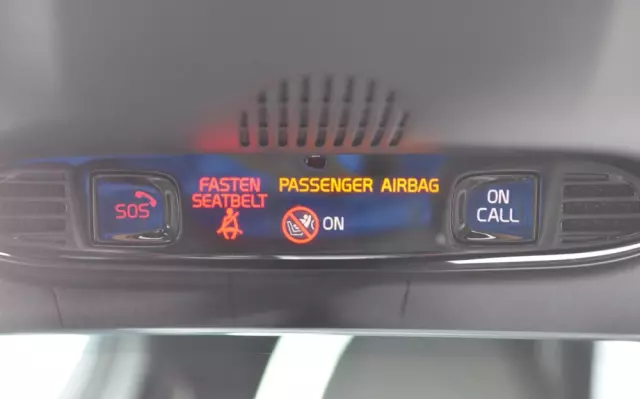 SOS
FASTEN
SEATBELT
PASSENGER AIRBAG
ON
ON
CALL